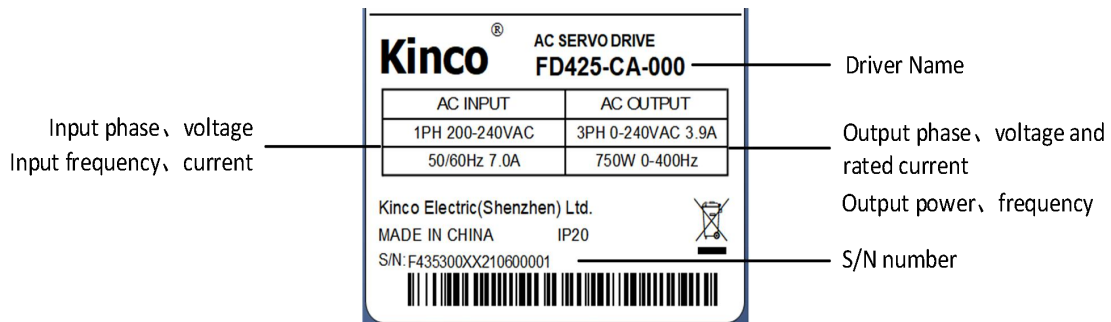 Kinco®
AC SERVO DRIVE
FD425-CA-000
Driver Name
AC INPUT
AC OUTPUT
1PH 200-240VAC
3PH 0-240VAC 3.9A
50/60Hz 7.0A
750W 0-400Hz
Input phase、voltage
Input frequency、current
Output phase、voltage and
rated current
Output power、frequency
Kinco Electric(Shenzhen) Ltd.
MADE IN CHINA
IP20
S/N:F435300XX210600001
S/N number